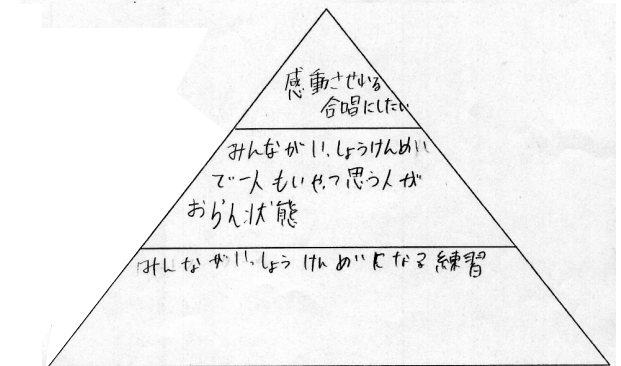 感動させれる
合唱にしたい
みんながいっしょうけんめい
で一人もいやって思う人が
おらん状態
みんながいっしょうけんめいになる練習